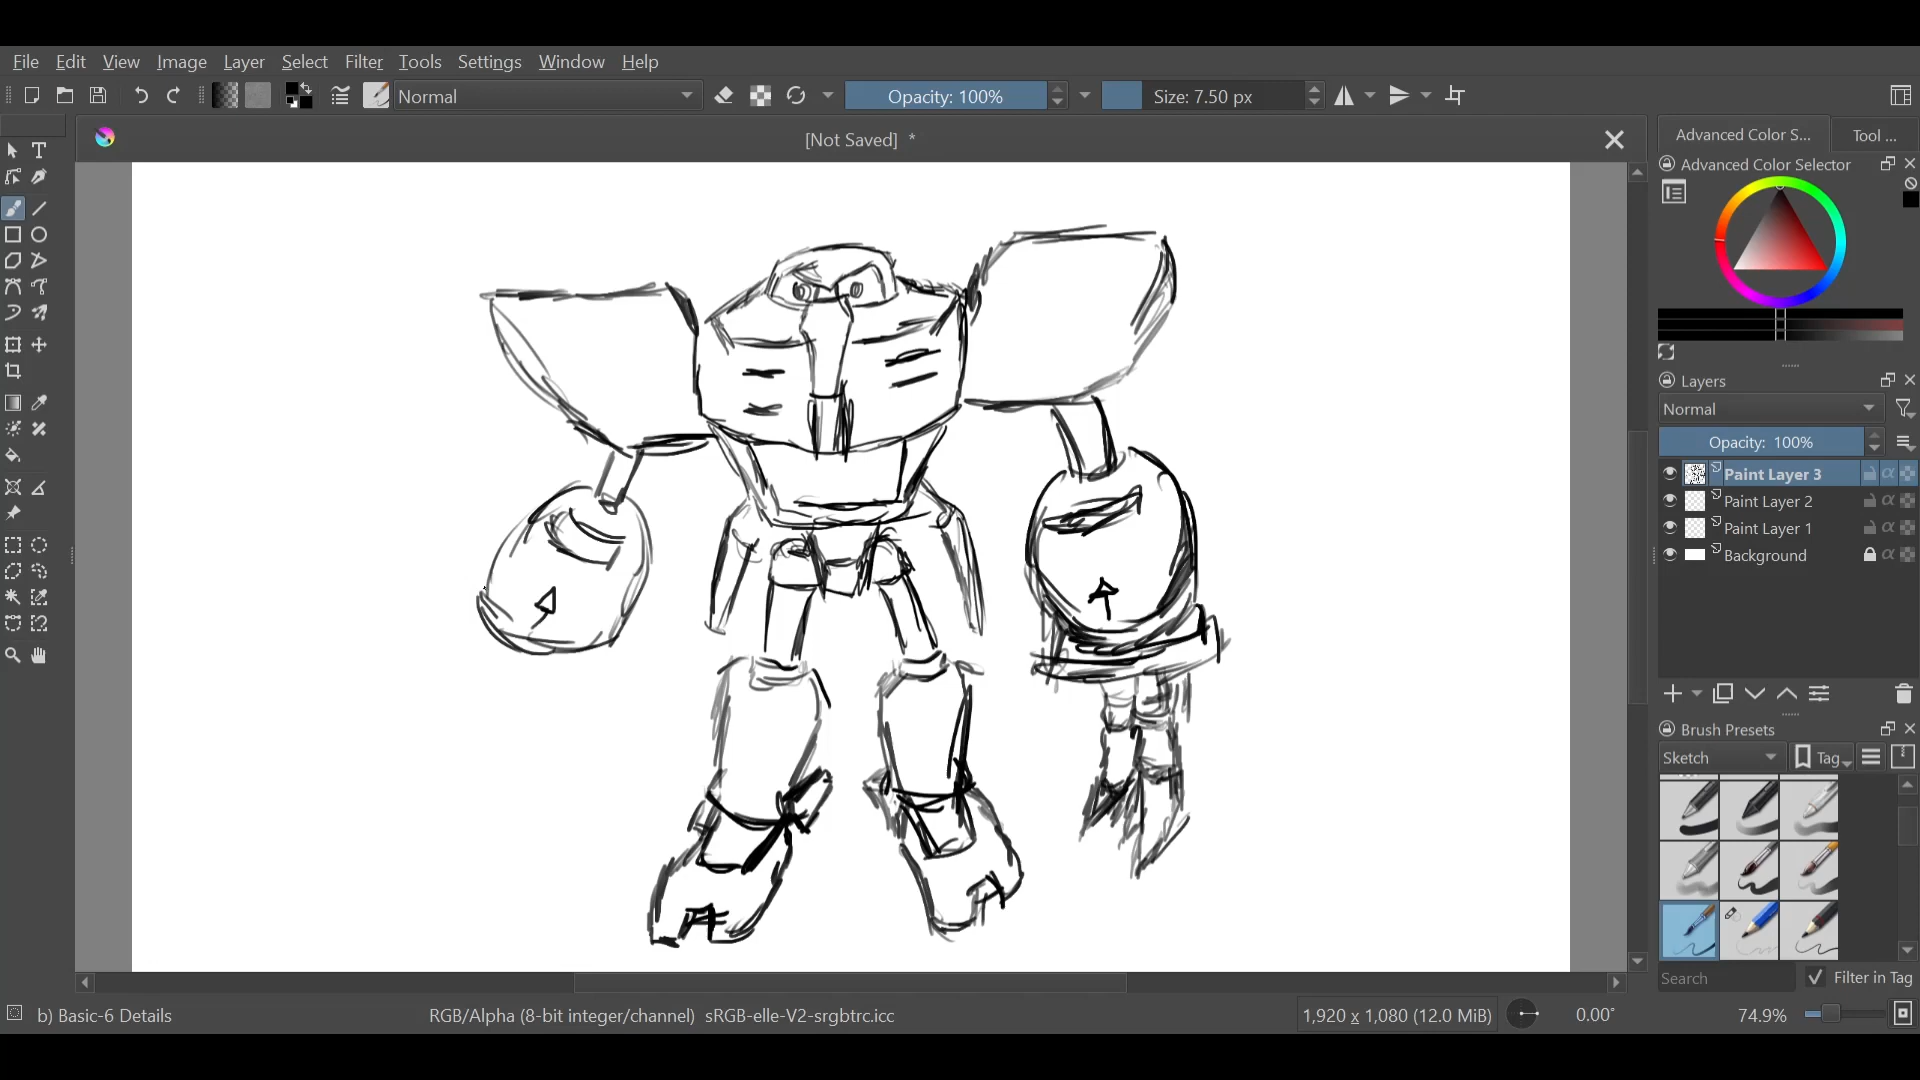 File Edit View Image Layer Select Filter Tools Settings Window Help
Normal Opacity: 100% Size: 7.50 px
[Not Saved] *
Advanced Color S... Tool ...
Advanced Color Selector
Layers
Normal
Opacity: 100%
Paint Layer 3
Paint Layer 2
Paint Layer 1
Background
Brush Presets
Sketch Tag
Search Filter in Tag
b) Basic-6 Details RGB/Alpha (8-bit integer/channel) sRGB-elle-V2-srgbtrc.icc 1,920 x 1,080 (12.0 MiB) 0.00° 74.9%